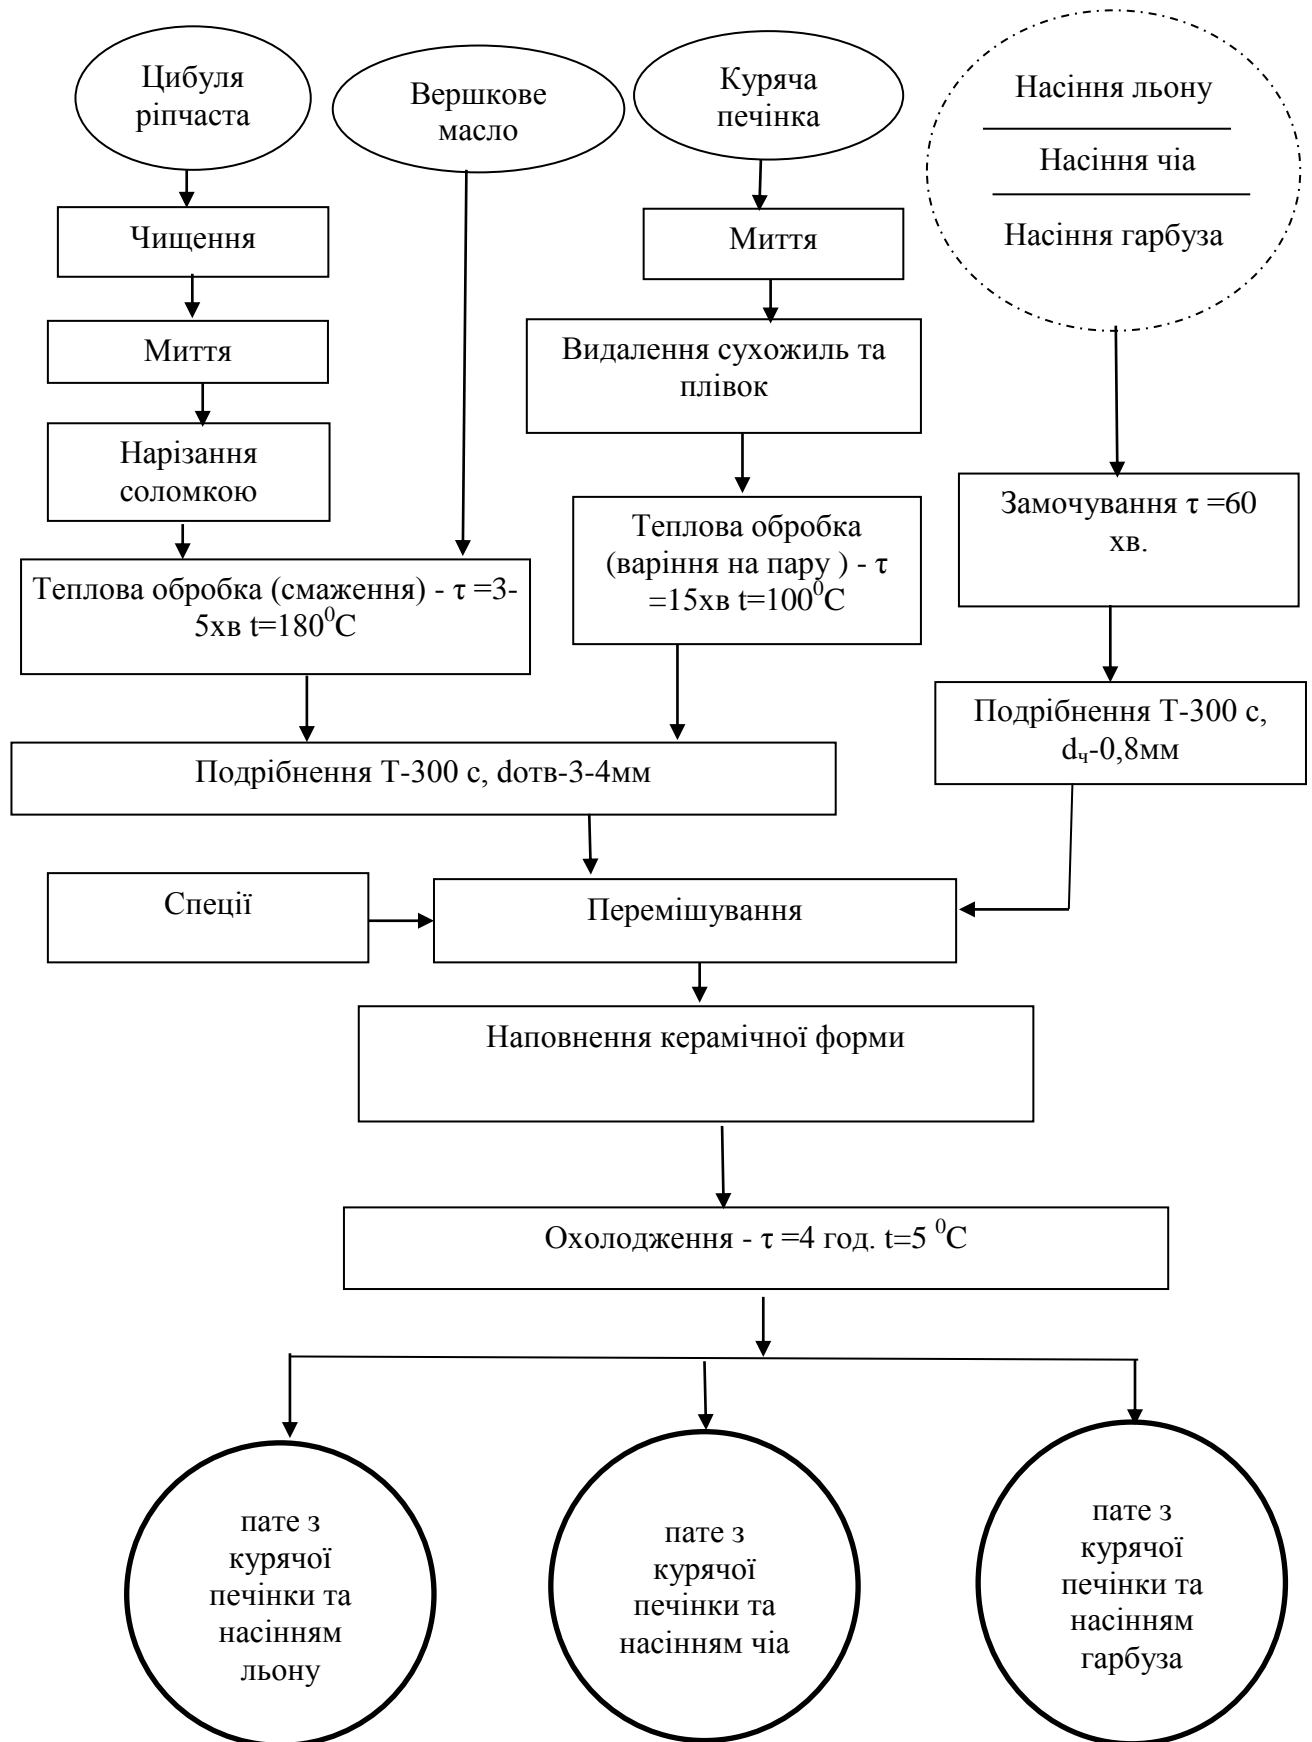 Цибуля
ріпчаста
Вершкове
масло
Куряча
печінка
Насіння льону
Насіння чіа
Насіння гарбуза
Чищення
Миття
Миття
Видалення сухожиль та
плівок
Нарізання
соломкою
Теплова обробка
(варіння на пару ) - τ
=15хв t=100⁰С
Замочування τ =60
хв.
Теплова обробка (смаження) - τ =3-
5хв t=180⁰С
Подрібнення Т-300 с,
dч-0,8мм
Подрібнення Т-300 с, dотв-3-4мм
Спеції
Перемішування
Наповнення керамічної форми
Охолодження - τ =4 год. t=5 ⁰С
пате з
курячої
печінки та
насінням
льону
пате з
курячої
печінки та
насінням чіа
пате з
курячої
печінки та
насінням
гарбуза